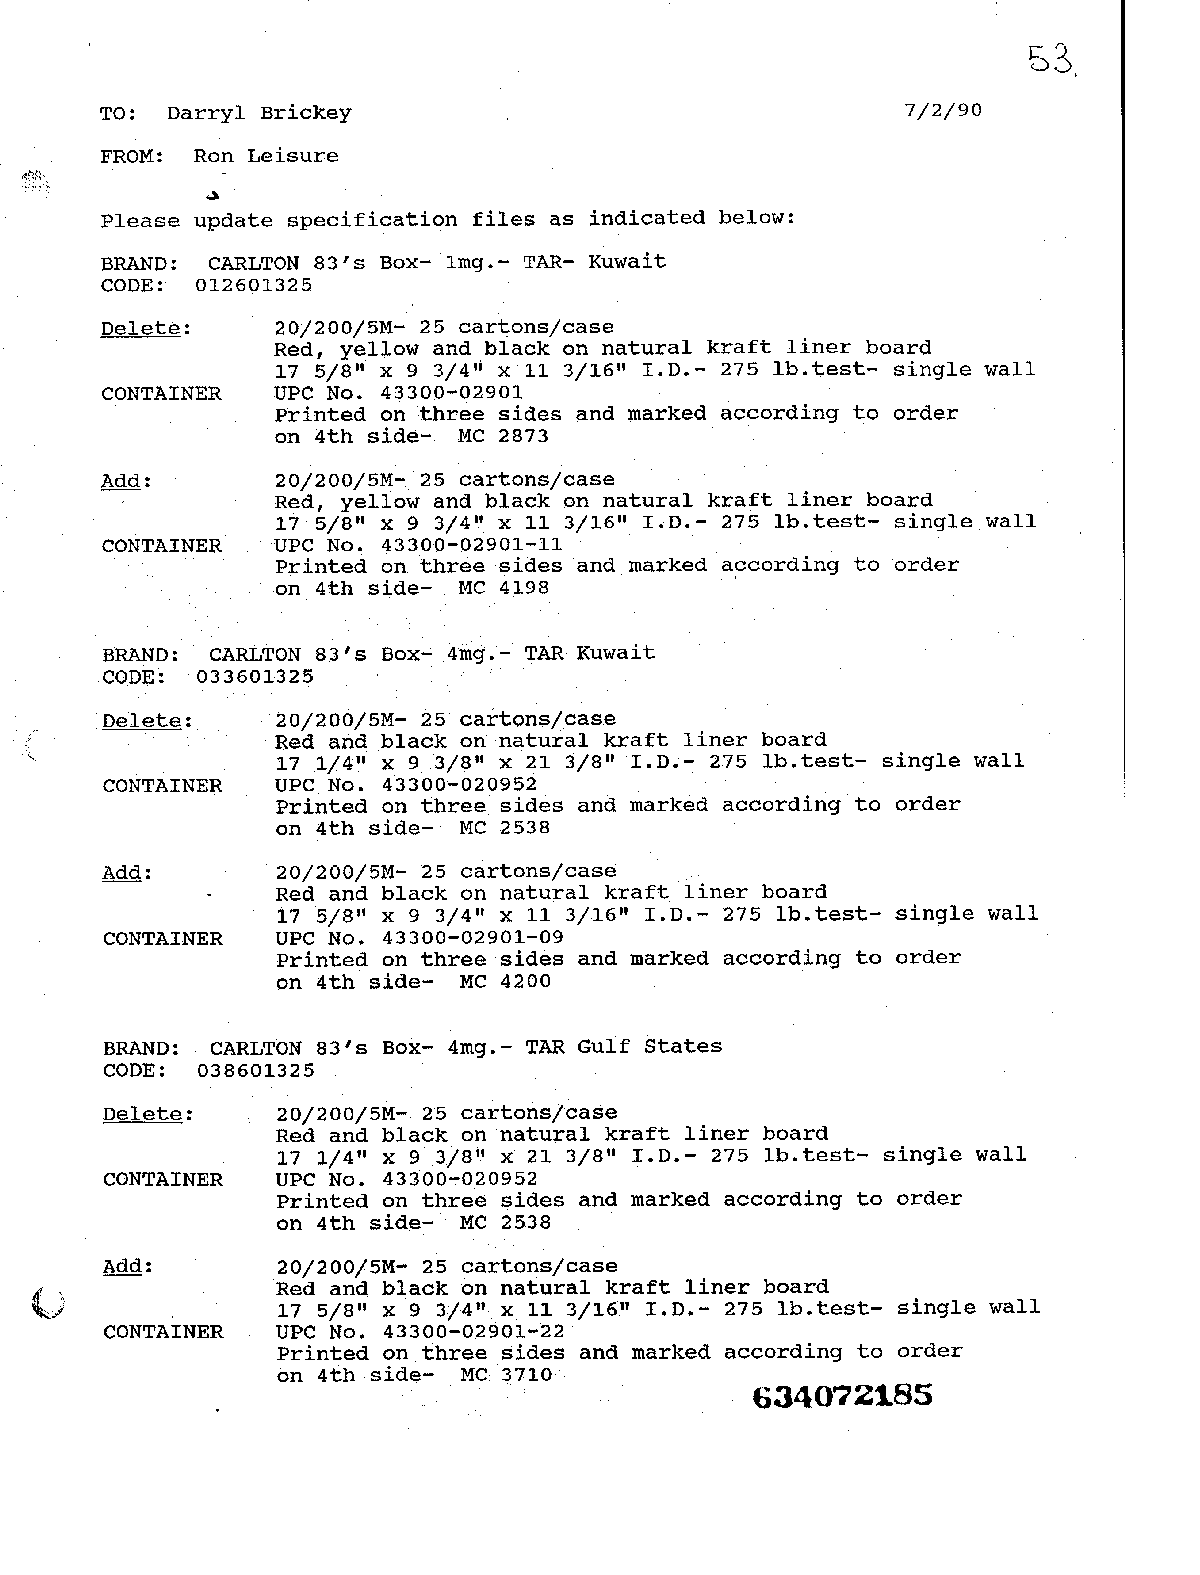 53
TO: Darryl Brickey 7/2/90
FROM: Ron Leisure
Please update specification files as indicated below:
BRAND: CARLTON 83's Box- 1mg.- TAR- Kuwait
CODE: 012601325
Delete: 20/200/5M- 25 cartons/case
Red, yellow and black on natural kraft liner board
17 5/8" x 9 3/4" x 11 3/16" I.D.- 275 lb.test- single wall
CONTAINER UPC No. 43300-02901
Printed on three sides and marked according to order
on 4th side- MC 2873
Add: 20/200/5M- 25 cartons/case
Red, yellow and black on natural kraft liner board
17 5/8" x 9 3/4" x 11 3/16" I.D.- 275 lb.test- single wall
CONTAINER UPC No. 43300-02901-11
Printed on three sides and marked according to order
on 4th side- MC 4198
BRAND: CARLTON 83's Box- 4mg.- TAR Kuwait
CODE: 033601325
Delete: 20/200/5M- 25 cartons/case
Red and black on natural kraft liner board
17 1/4" x 9 3/8" x 21 3/8" I.D.- 275 lb.test- single wall
CONTAINER UPC No. 43300-020952
Printed on three sides and marked according to order
on 4th side- MC 2538
Add: 20/200/5M- 25 cartons/case
Red and black on natural kraft liner board
17 5/8" x 9 3/4" x 11 3/16" I.D.- 275 lb.test- single wall
CONTAINER UPC No. 43300-02901-09
Printed on three sides and marked according to order
on 4th side- MC 4200
BRAND: CARLTON 83's Box- 4mg.- TAR Gulf States
CODE: 038601325
Delete: 20/200/5M- 25 cartons/case
Red and black on natural kraft liner board
17 1/4" x 9 3/8" x 21 3/8" I.D.- 275 lb.test- single wall
CONTAINER UPC No. 43300-020952
Printed on three sides and marked according to order
on 4th side- MC 2538
Add: 20/200/5M- 25 cartons/case
Red and black on natural kraft liner board
17 5/8" x 9 3/4" x 11 3/16" I.D.- 275 lb.test- single wall
CONTAINER UPC No. 43300-02901-22
Printed on three sides and marked according to order
on 4th side- MC 3710
634072185